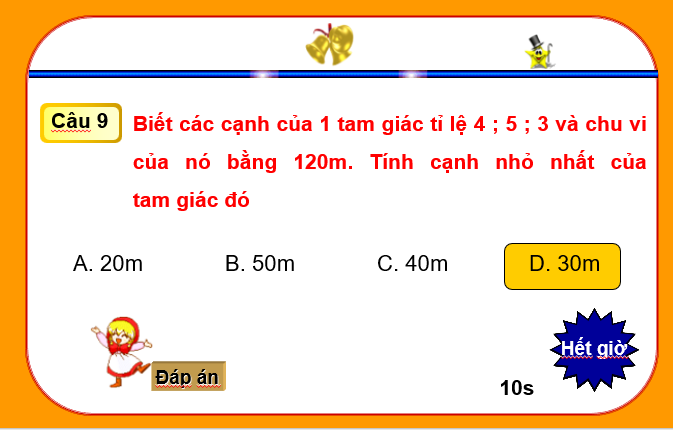 Câu 9
Biết các cạnh của 1 tam giác tỉ lệ 4 ; 5 ; 3 và chu vi
của nó bằng 120m. Tính cạnh nhỏ nhất của
tam giác đó
A. 20m B. 50m C. 40m D. 30m
Hết giờ
Đáp án
10s